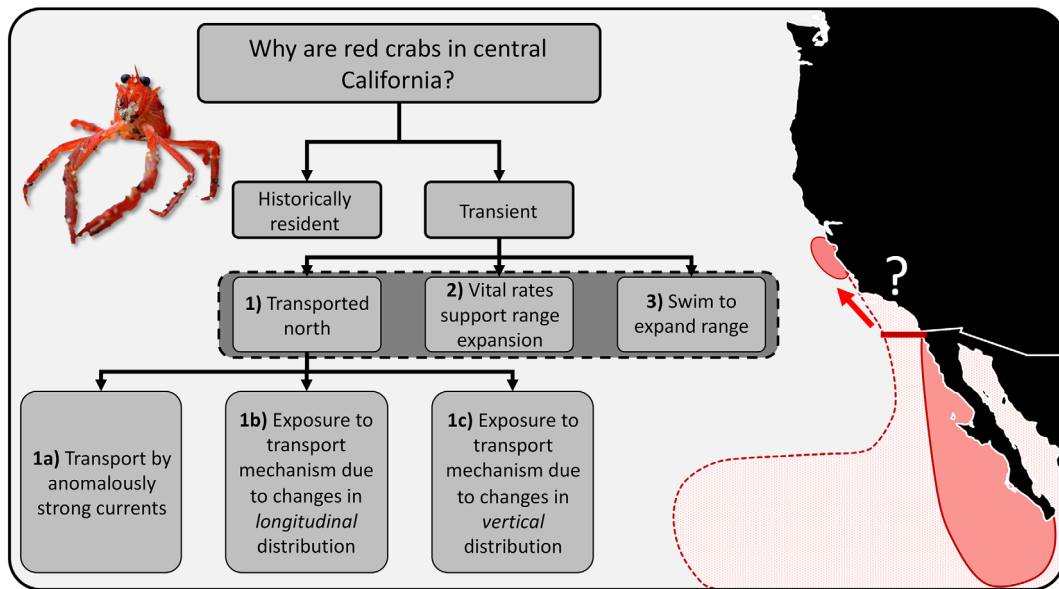 Why are red crabs in central
California?
Historically
resident
Transient
1) Transported
north
2) Vital rates
support range
expansion
3) Swim to
expand range
1a) Transport by
anomalously
strong currents
1b) Exposure to
transport
mechanism due
to changes in
longitudinal
distribution
1c) Exposure to
transport
mechanism due
to changes in
vertical
distribution
?